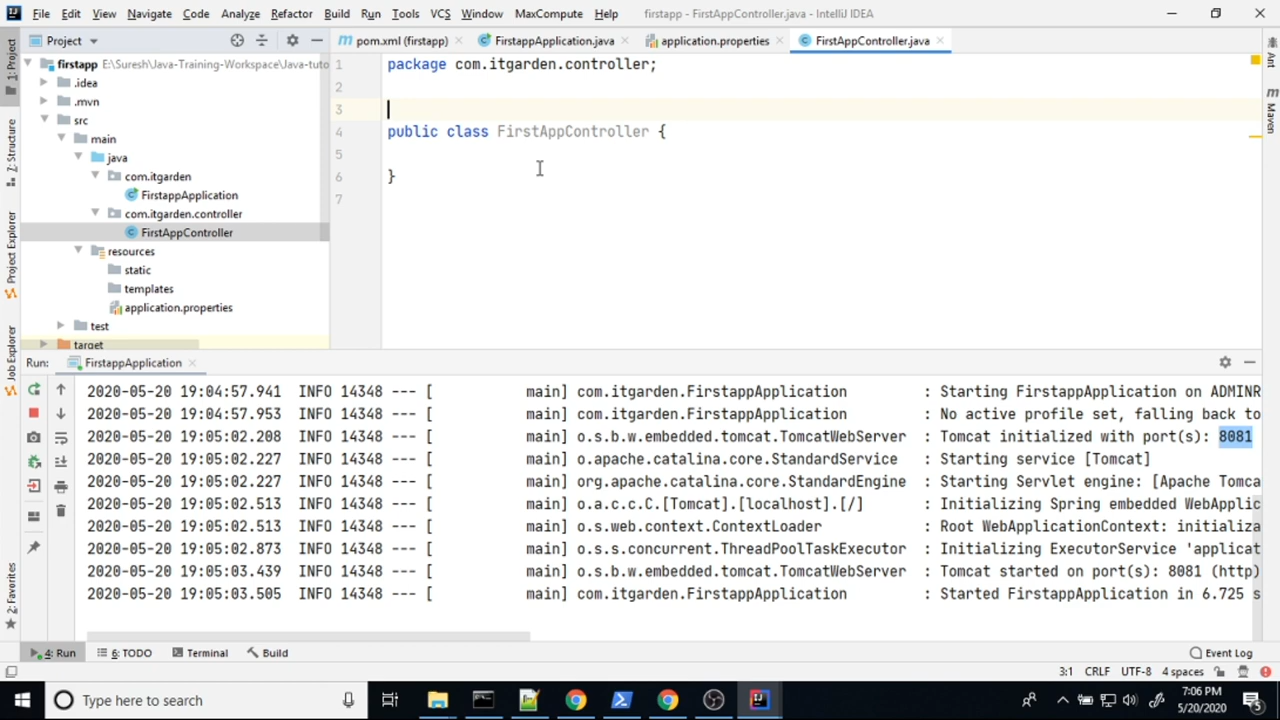 File Edit View Navigate Code Analyze Refactor Build Run Tools VCS Window MaxCompute Help firstapp - FirstAppController.java - IntelliJ IDEA
Project
pom.xml (firstapp) FirstappApplication.java application.properties FirstAppController.java
1: Project
Z: Structure
Project Explorer
Job Explorer
2: Favorites
firstapp E:\Suresh\Java-Training-Workspace\Java-tuto
.idea
.mvn
src
main
java
com.itgarden
FirstappApplication
com.itgarden.controller
FirstAppController
resources
static
templates
application.properties
test
target
1 package com.itgarden.controller;
2
3
4 public class FirstAppController {
5
6 }
7
Ant
Maven
Run: FirstappApplication
2020-05-20 19:04:57.941 INFO 14348 --- [ main] com.itgarden.FirstappApplication : Starting FirstappApplication on ADMINR
2020-05-20 19:04:57.953 INFO 14348 --- [ main] com.itgarden.FirstappApplication : No active profile set, falling back to
2020-05-20 19:05:02.208 INFO 14348 --- [ main] o.s.b.w.embedded.tomcat.TomcatWebServer : Tomcat initialized with port(s): 8081
2020-05-20 19:05:02.227 INFO 14348 --- [ main] o.apache.catalina.core.StandardService : Starting service [Tomcat]
2020-05-20 19:05:02.227 INFO 14348 --- [ main] org.apache.catalina.core.StandardEngine : Starting Servlet engine: [Apache Tomca
2020-05-20 19:05:02.513 INFO 14348 --- [ main] o.a.c.c.C.[Tomcat].[localhost].[/] : Initializing Spring embedded WebApplic
2020-05-20 19:05:02.513 INFO 14348 --- [ main] o.s.web.context.ContextLoader : Root WebApplicationContext: initializa
2020-05-20 19:05:02.873 INFO 14348 --- [ main] o.s.s.concurrent.ThreadPoolTaskExecutor : Initializing ExecutorService 'applicat
2020-05-20 19:05:03.439 INFO 14348 --- [ main] o.s.b.w.embedded.tomcat.TomcatWebServer : Tomcat started on port(s): 8081 (http)
2020-05-20 19:05:03.505 INFO 14348 --- [ main] com.itgarden.FirstappApplication : Started FirstappApplication in 6.725 s
4: Run 6: TODO Terminal Build Event Log
3:1 CRLF UTF-8 4 spaces
Type here to search
7:06 PM
5/20/2020
5